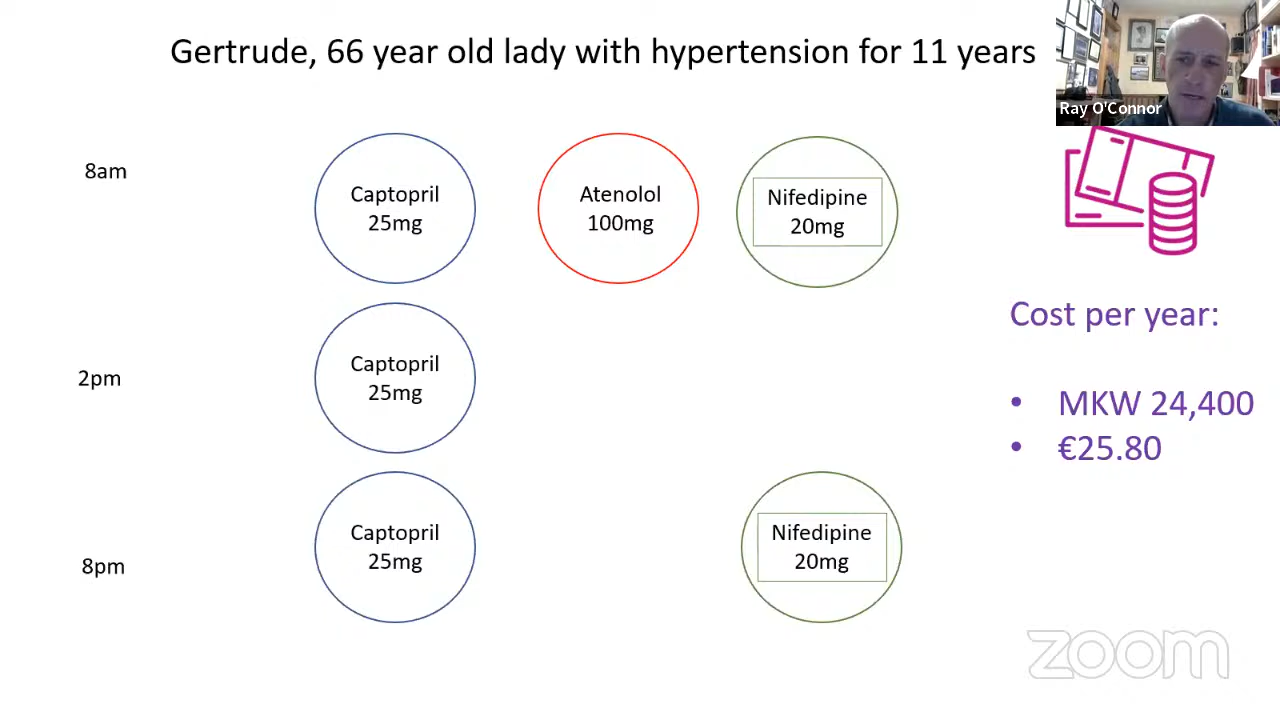 Gertrude, 66 year old lady with hypertension for 11 years
Ray O'Connor
8am
Captopril
25mg
Atenolol
100mg
Nifedipine
20mg
Cost per year:
2pm
Captopril
25mg
• MKW 24,400
• €25.80
8pm
Captopril
25mg
Nifedipine
20mg
zoom